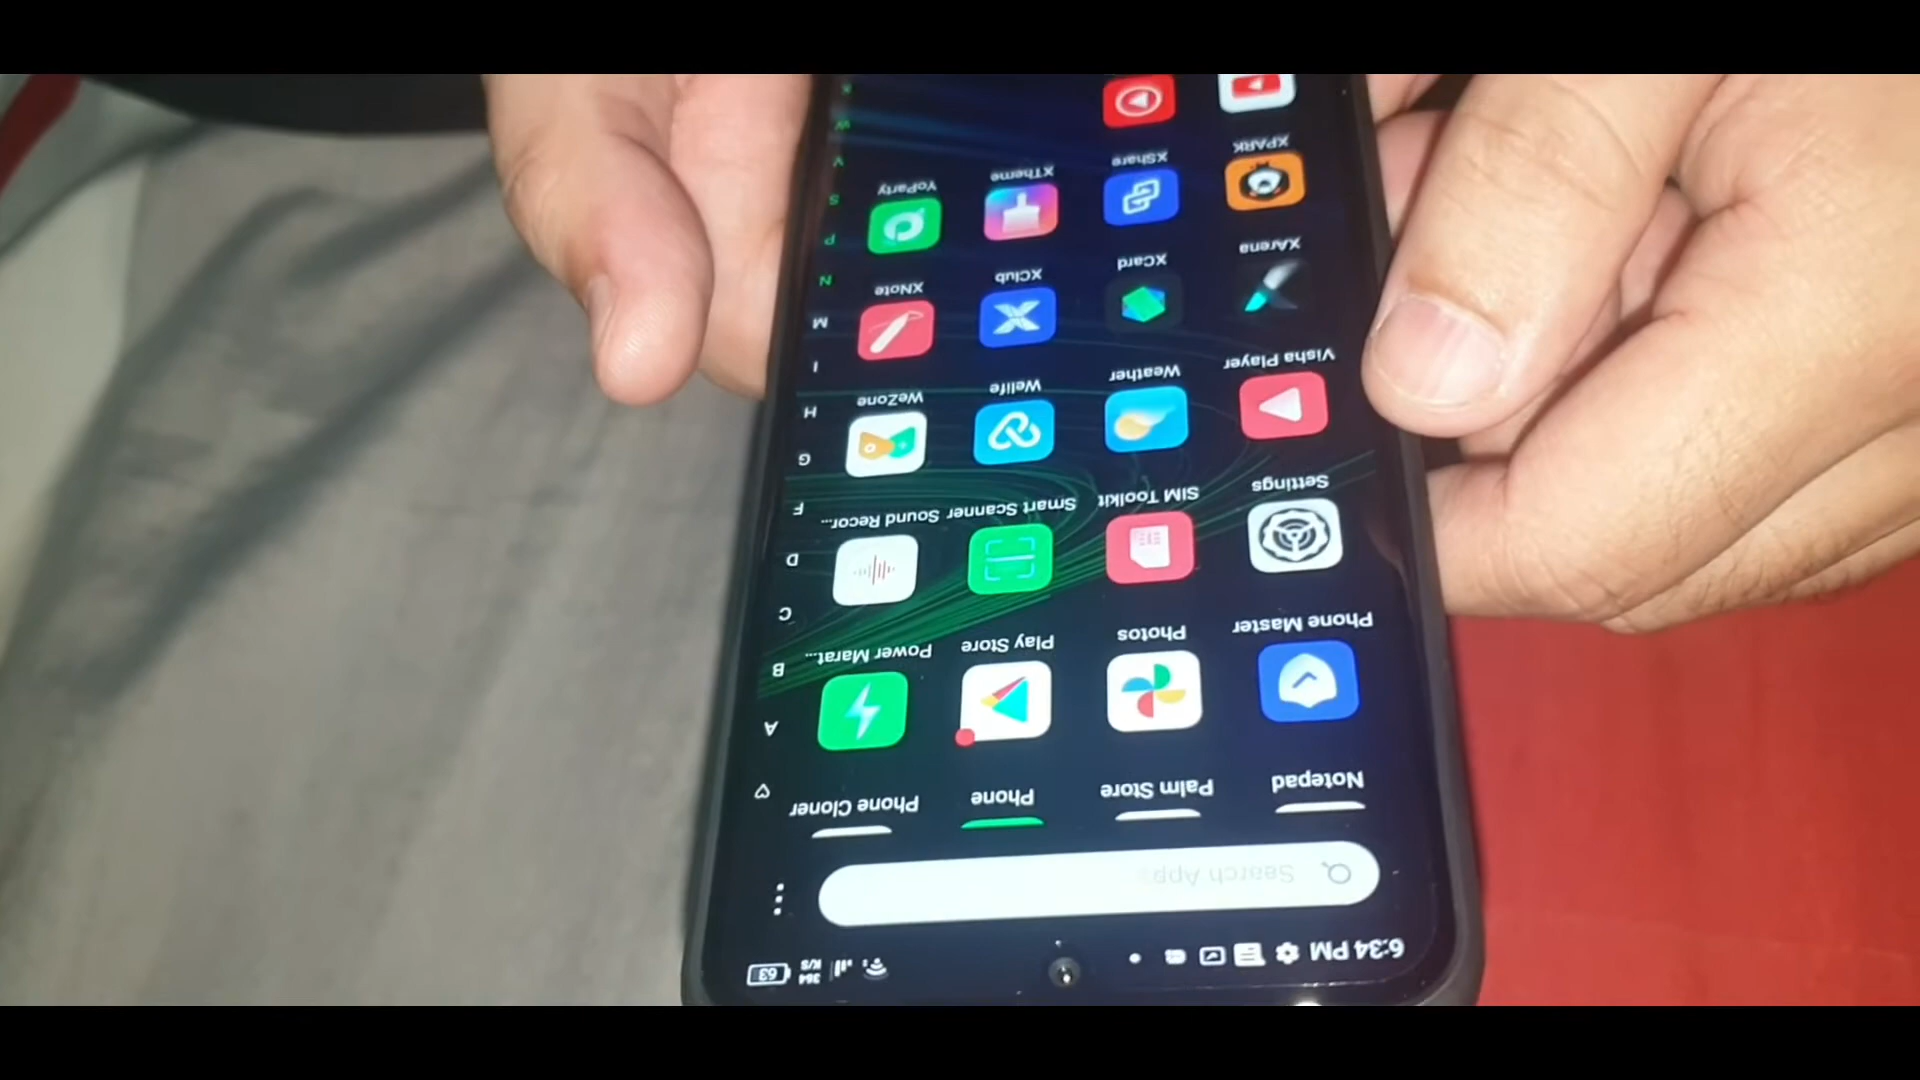 6:34 PM
364
K/S
63
Search App
Notepad Palm Store Phone Phone Cloner
Phone Master Photos Play Store Power Marat...
Settings SIM Toolkit Smart Scanner Sound Recor...
Visha Player Weather Welife WeZone
XArena XCard XClub XNote
XPARK XShare XTheme YoParty
A
B
C
D
F
G
H
I
M
N
P
S
V
W
X